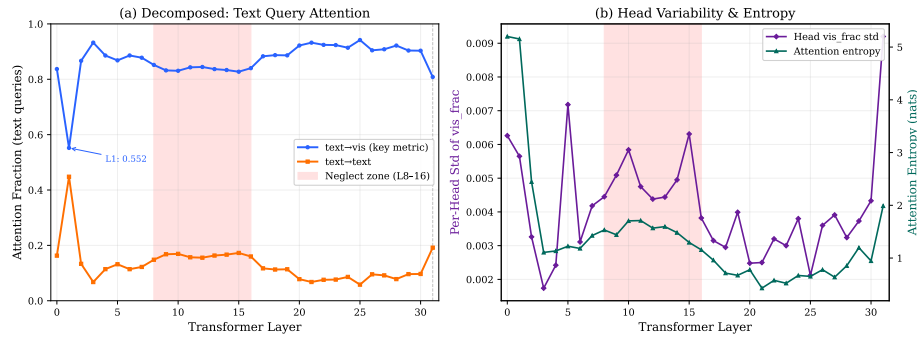 (a) Decomposed: Text Query Attention
Attention Fraction (text queries)
1.0
0.8
0.6
0.4
0.2
0.0
L1: 0.552
text→vis (key metric)
text→text
Neglect zone (L8–16)
0 5 10 15 20 25 30
Transformer Layer
(b) Head Variability & Entropy
Per-Head Std of vis_frac
0.009
0.008
0.007
0.006
0.005
0.004
0.003
0.002
Head vis_frac std
Attention entropy
5
4
3
2
1
Attention Entropy (nats)
0 5 10 15 20 25 30
Transformer Layer